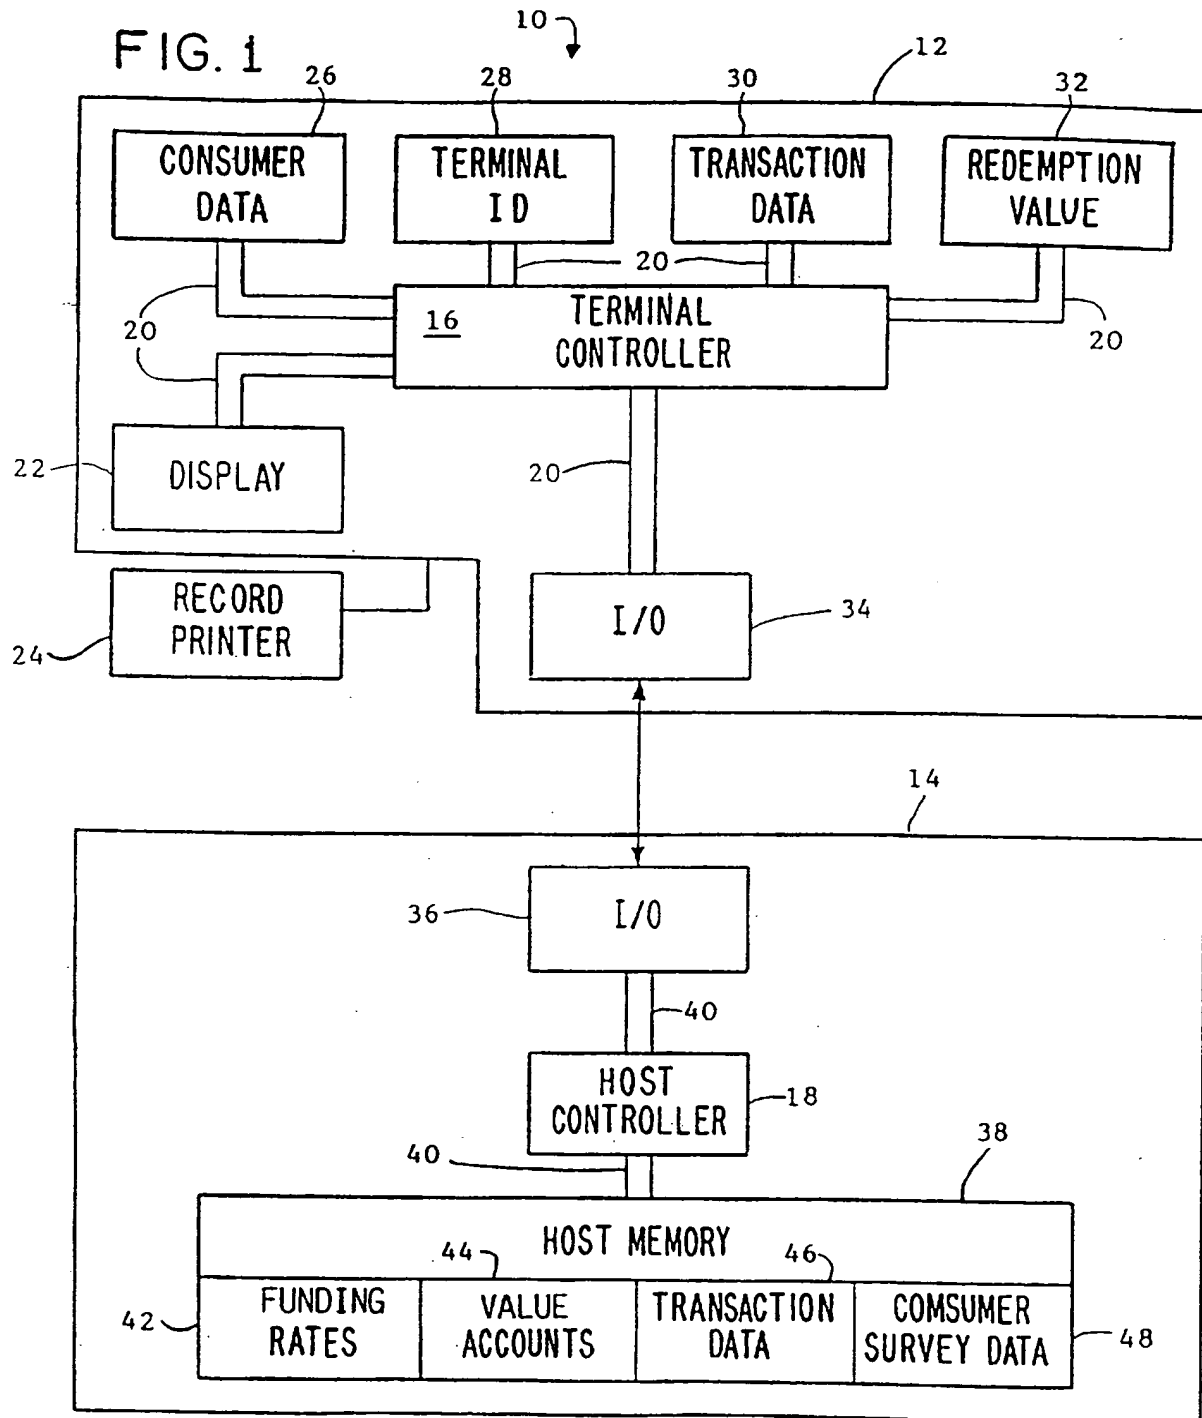 FIG. 1
10
12
26
28
30
32
CONSUMER
DATA
TERMINAL
ID
TRANSACTION
DATA
REDEMPTION
VALUE
20
20
16
TERMINAL
CONTROLLER
20
20
22
DISPLAY
24
RECORD
PRINTER
I/O
34
14
36
I/O
40
HOST
CONTROLLER
18
40
38
HOST MEMORY
44
46
42
FUNDING
RATES
VALUE
ACCOUNTS
TRANSACTION
DATA
COMSUMER
SURVEY DATA
48